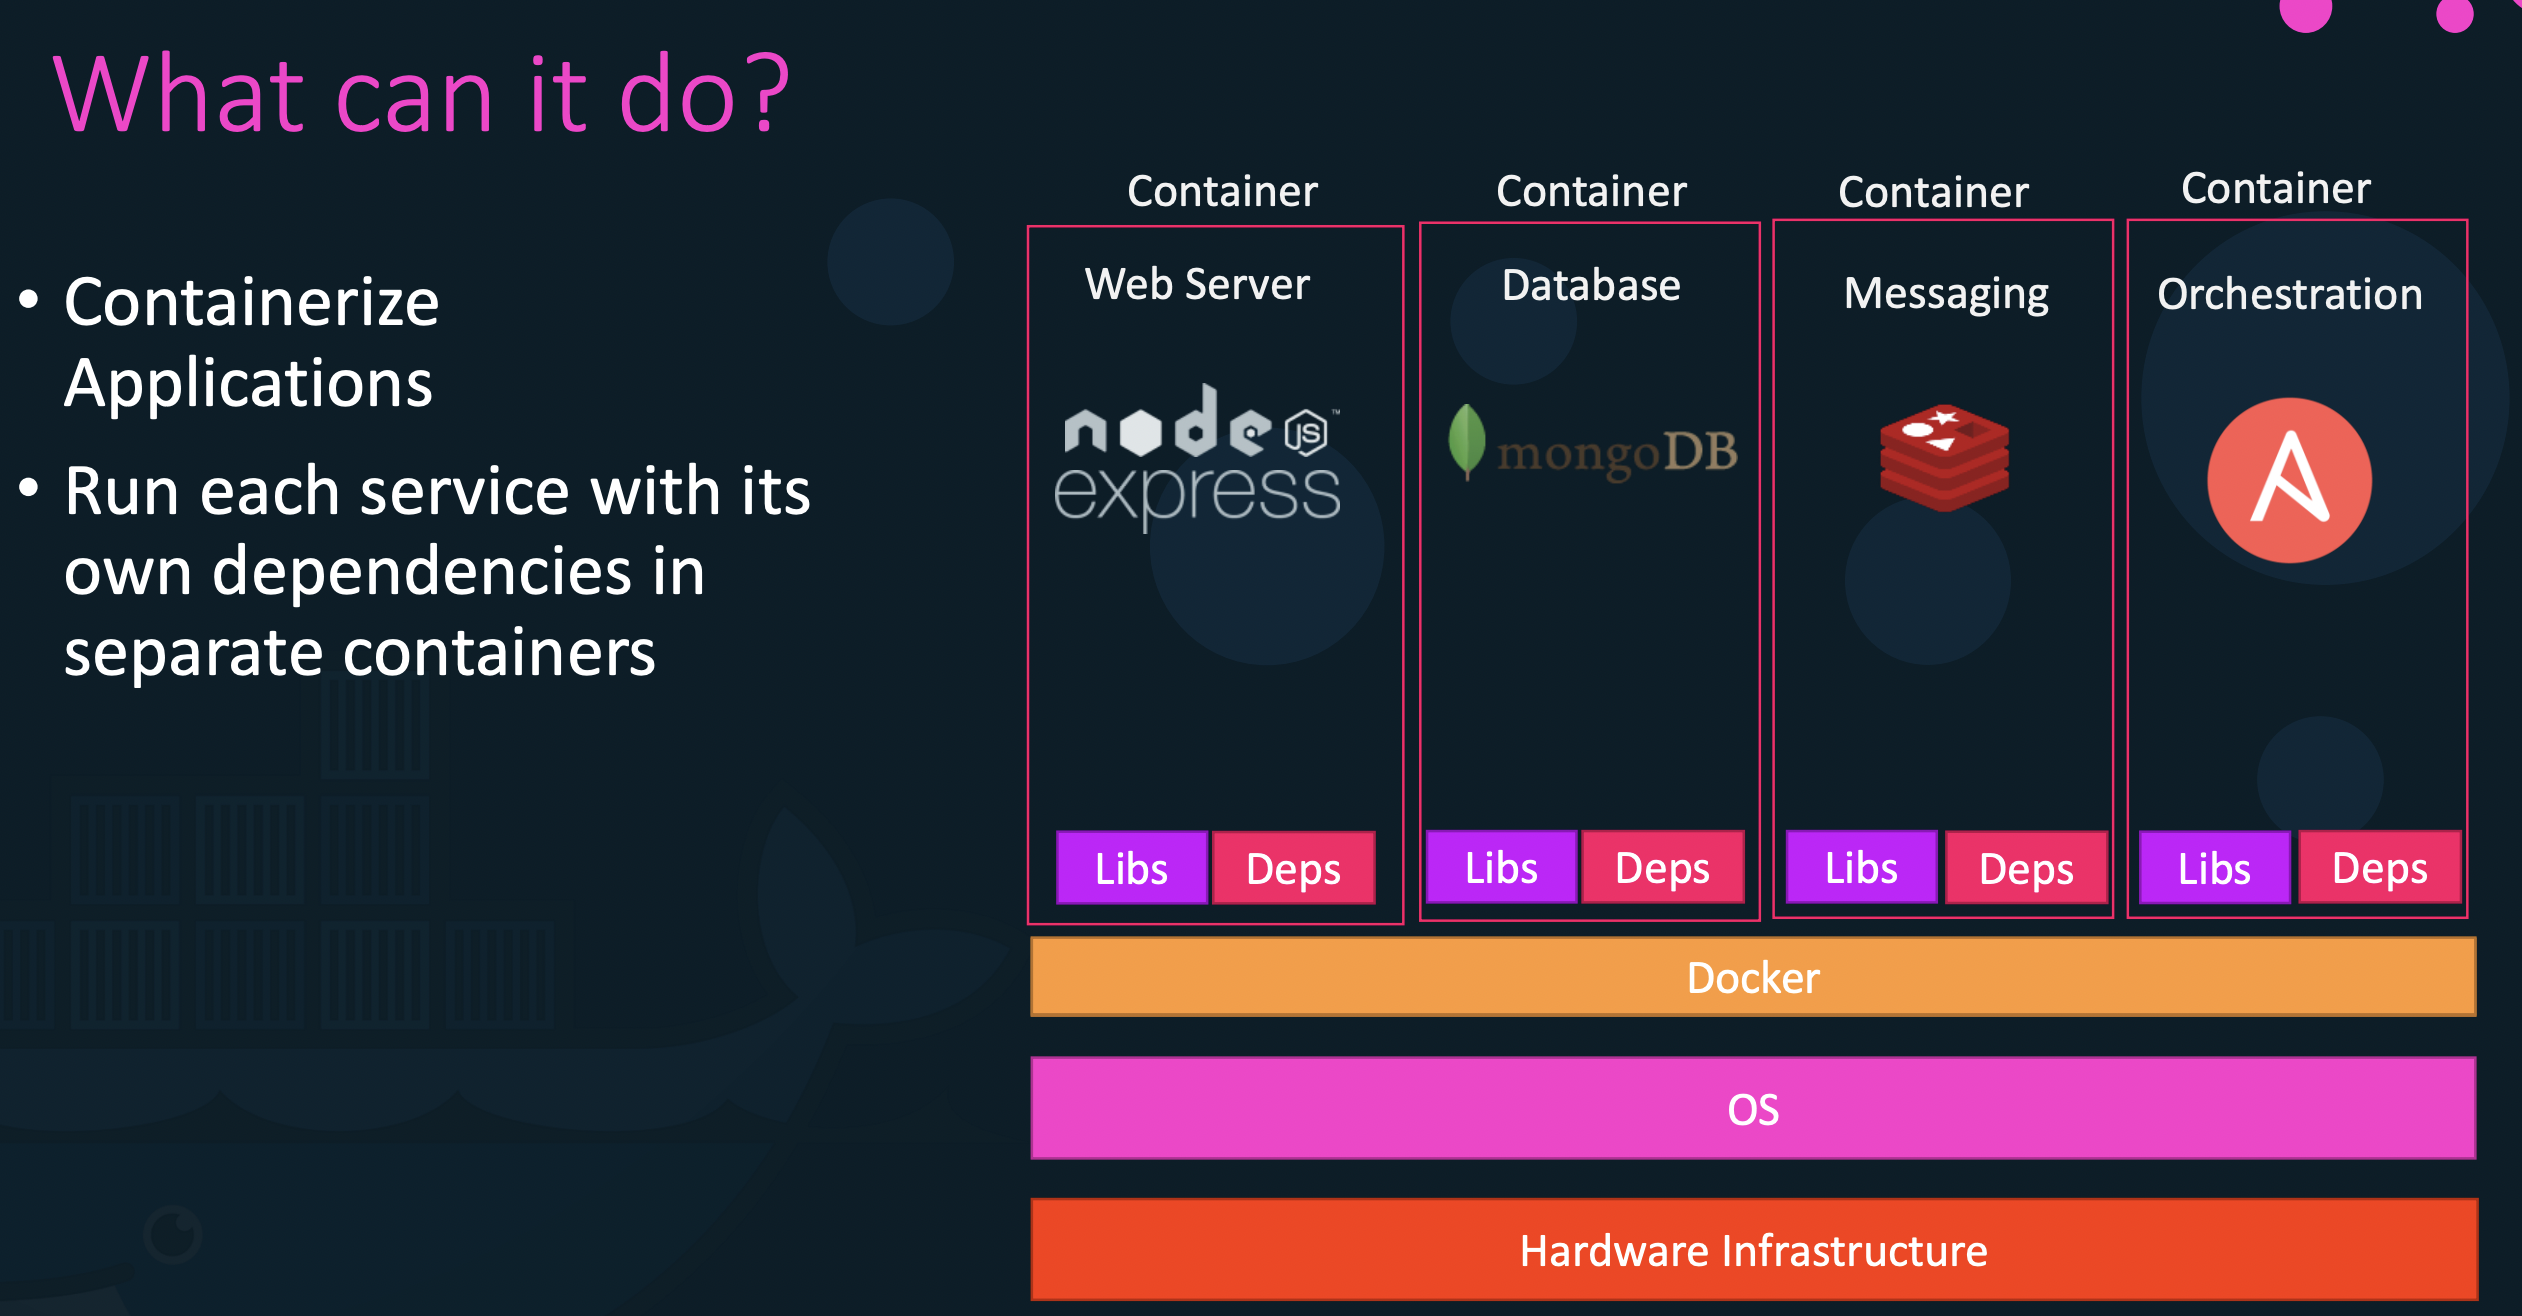 What can it do?
• Containerize
Applications
• Run each service with its
own dependencies in
separate containers
Container Container Container Container
Web Server Database Messaging Orchestration
node JS ™
express
mongoDB
Libs Deps Libs Deps Libs Deps Libs Deps
Docker
OS
Hardware Infrastructure